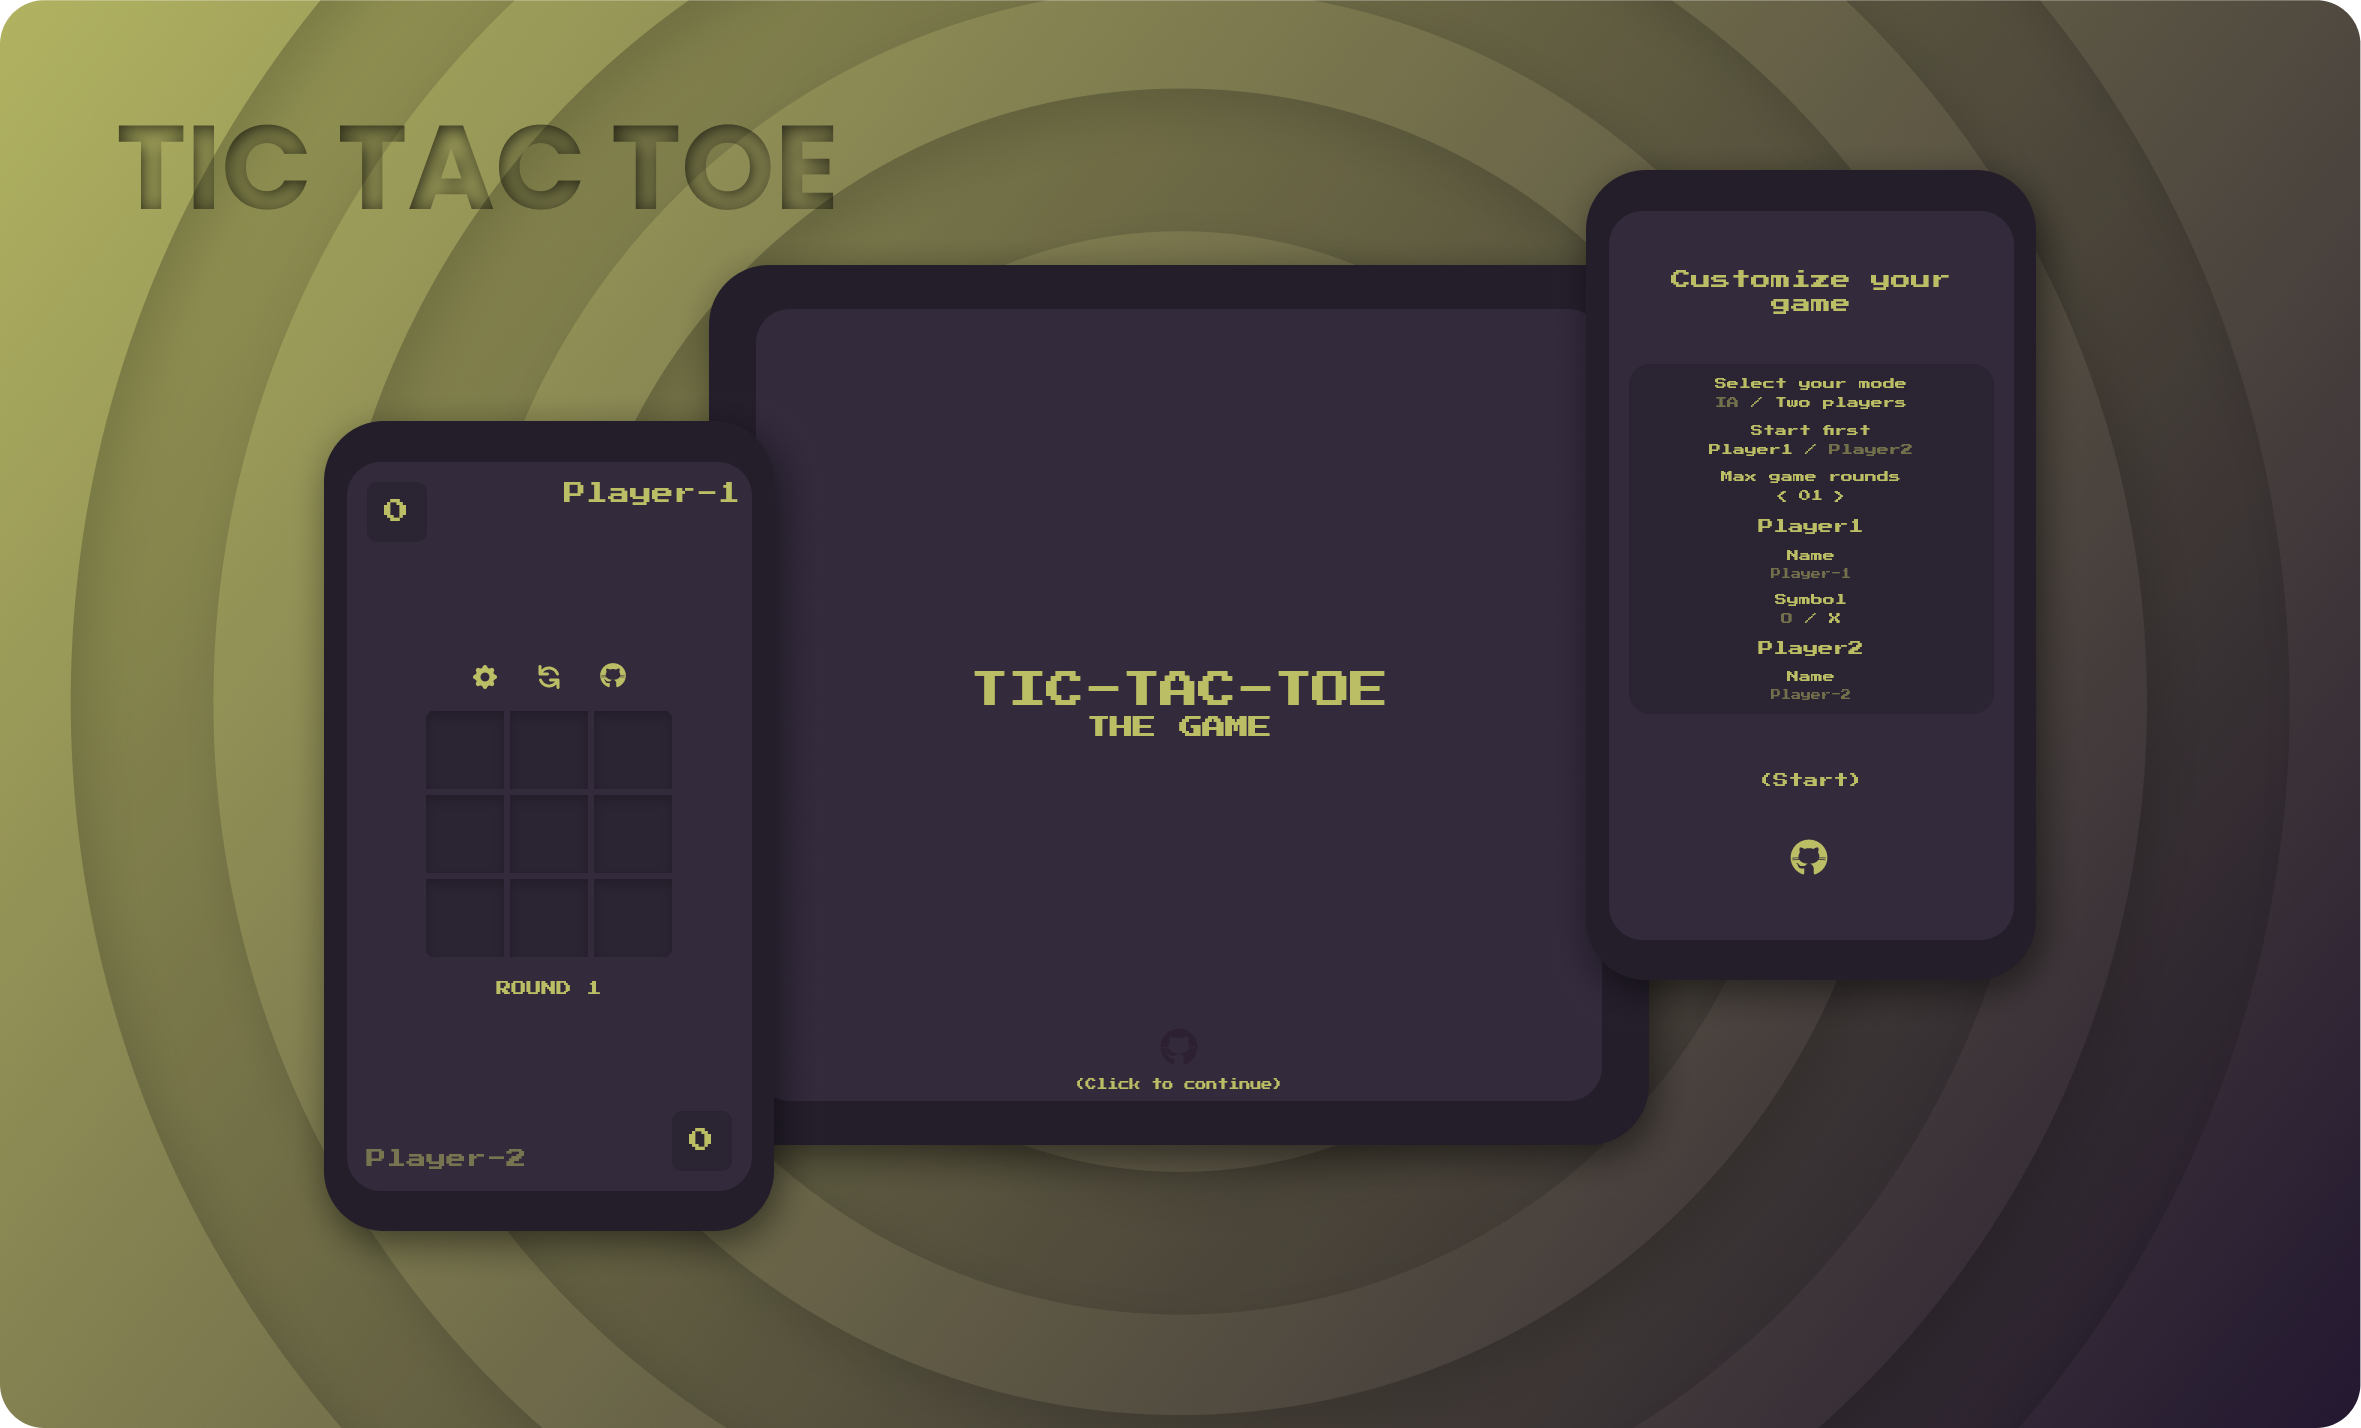 TIC TAC TOE
0
Player-1
ROUND 1
Player-2
0
TIC-TAC-TOE
THE GAME
(Click to continue)
Customize your
game
Select your mode
IA / Two players
Start first
Player1 / Player2
Max game rounds
< 01 >
Player1
Name
Player-1
Symbol
O / X
Player2
Name
Player-2
(Start)